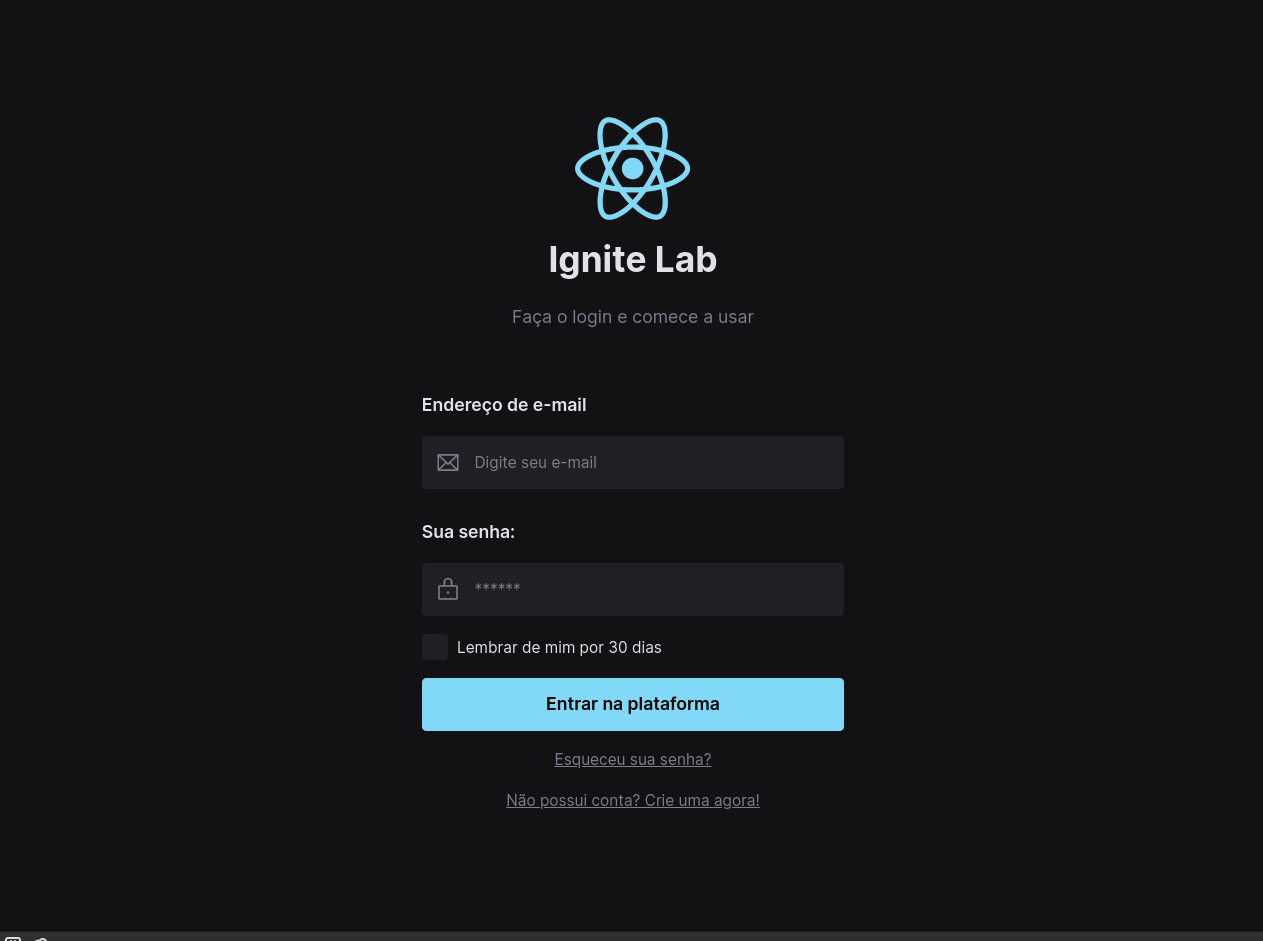 Ignite Lab
Faça o login e comece a usar
Endereço de e-mail
Digite seu e-mail
Sua senha:
******
Lembrar de mim por 30 dias
Entrar na plataforma
Esqueceu sua senha?
Não possui conta? Crie uma agora!